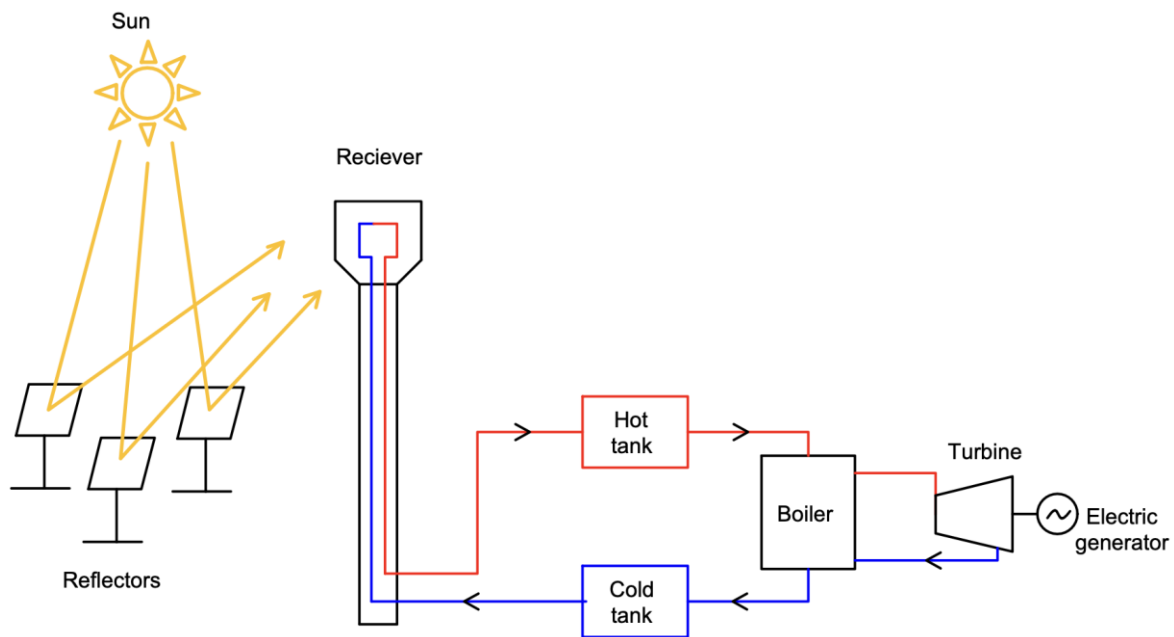 Sun
Reciever
Hot
tank
Turbine
Boiler
Electric
generator
Reflectors
Cold
tank